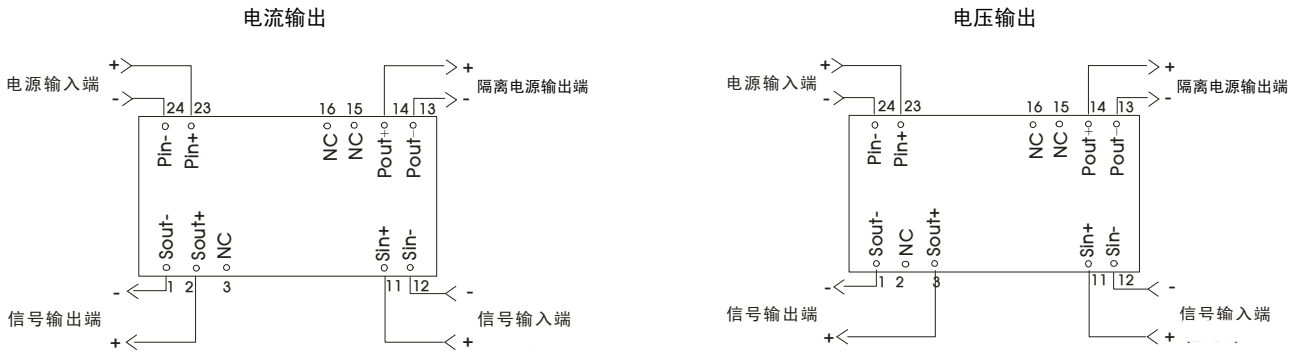 电流输出
电源输入端
+
-
24 23
16 15
14 13
+
-
隔离电源输出端
Pin-
Pin+
NC
NC
Pout+
Pout-
Sout-
Sout+
NC
Sin+
Sin-
1 2 3
11 12
-
信号输出端
+
-
信号输入端
+
电压输出
电源输入端
+
-
24 23
16 15
14 13
+
-
隔离电源输出端
Pin-
Pin+
NC
NC
Pout+
Pout-
Sout-
NC
Sout+
Sin+
Sin-
1 2 3
11 12
-
信号输出端
+
-
信号输入端
+